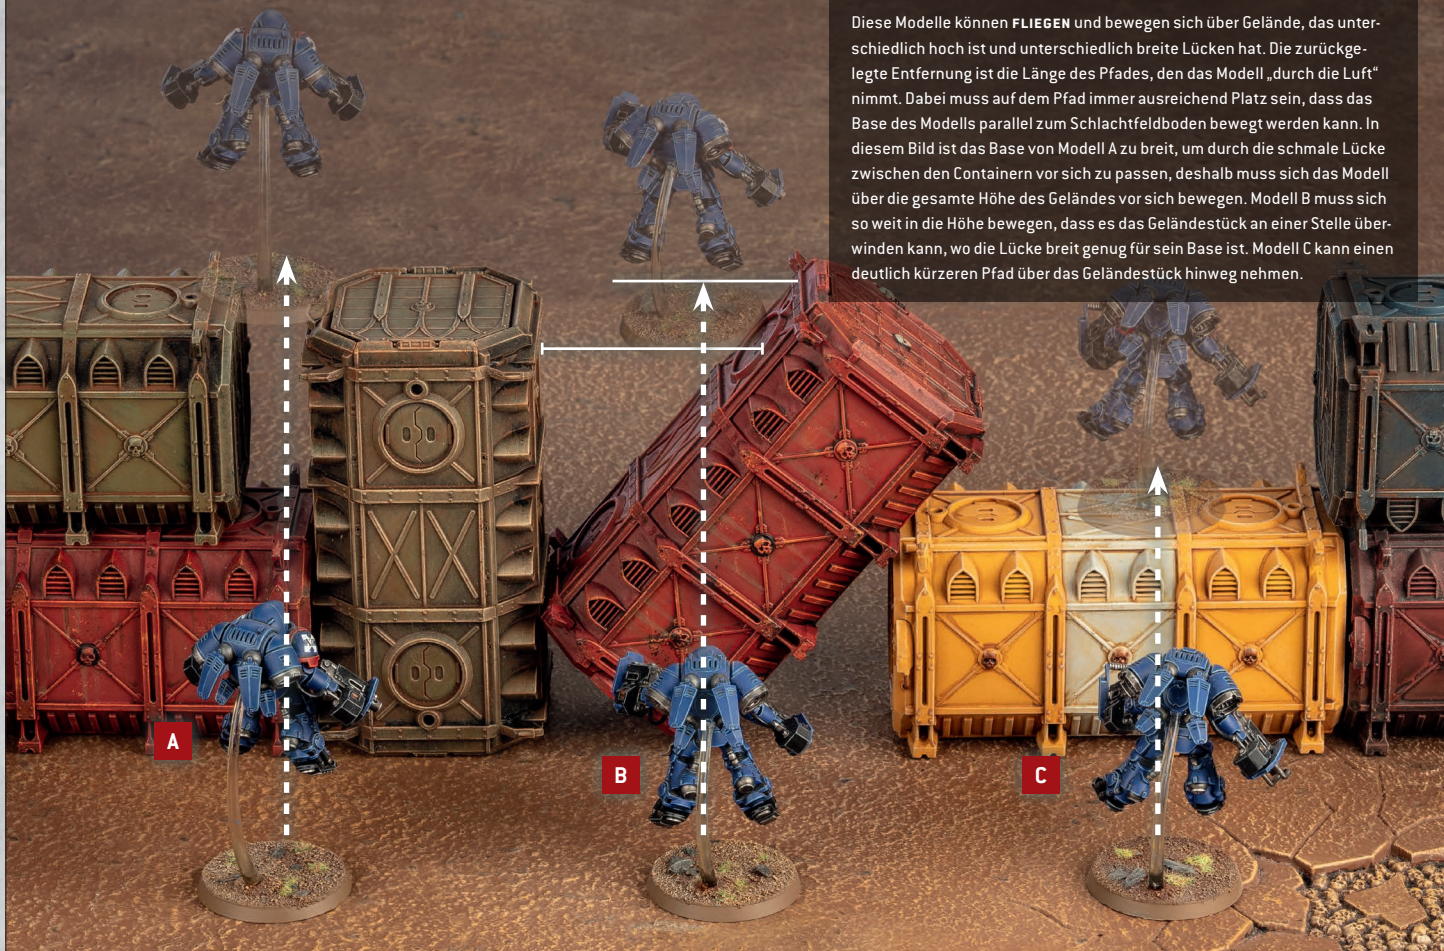 Diese Modelle können FLIEGEN und bewegen sich über Gelände, das unter-
schiedlich hoch ist und unterschiedlich breite Lücken hat. Die zurückge-
legte Entfernung ist die Länge des Pfades, den das Modell „durch die Luft“
nimmt. Dabei muss auf dem Pfad immer ausreichend Platz sein, dass das
Base des Modells parallel zum Schlachtfeldboden bewegt werden kann. In
diesem Bild ist das Base von Modell A zu breit, um durch die schmale Lücke
zwischen den Containern vor sich zu passen, deshalb muss sich das Modell
über die gesamte Höhe des Geländes vor sich bewegen. Modell B muss sich
so weit in die Höhe bewegen, dass es das Geländestück an einer Stelle über-
winden kann, wo die Lücke breit genug für sein Base ist. Modell C kann einen
deutlich kürzeren Pfad über das Geländestück hinweg nehmen.
A
B
C